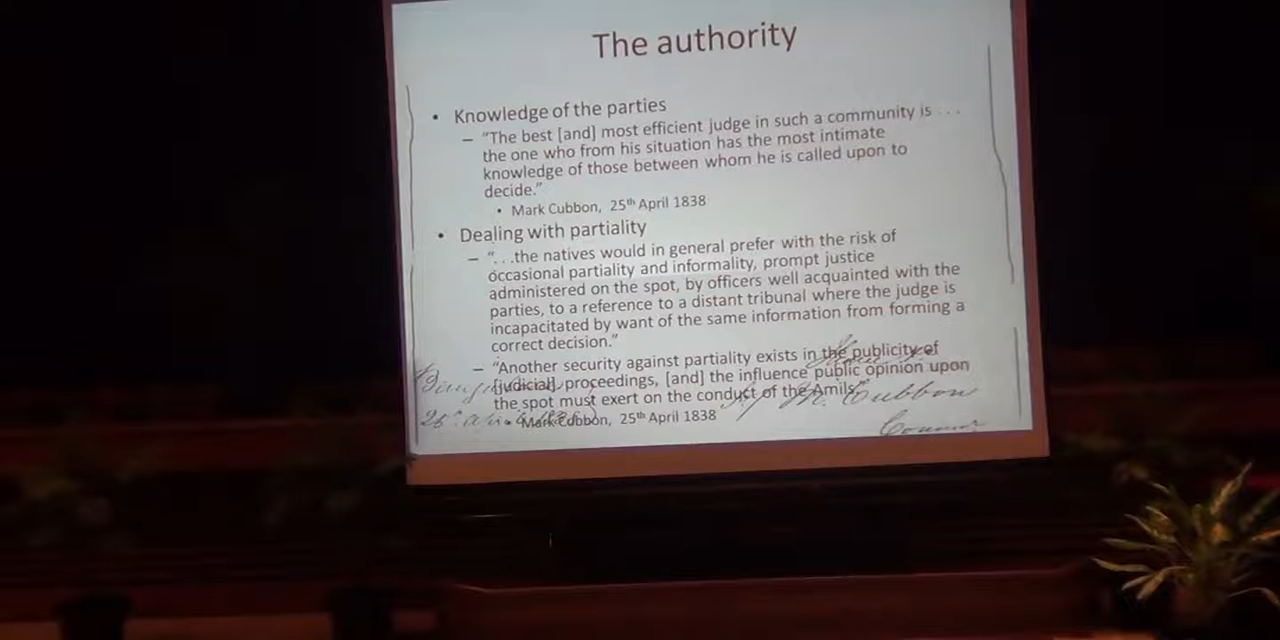 The authority
• Knowledge of the parties
– "The best [and] most efficient judge in such a community is . . .
the one who from his situation has the most intimate
knowledge of those between whom he is called upon to
decide."
• Mark Cubbon, 25th April 1838
• Dealing with partiality
– ". . .the natives would in general prefer with the risk of
occasional partiality and informality, prompt justice
administered on the spot, by officers well acquainted with the
parties, to a reference to a distant tribunal where the judge is
incapacitated by want of the same information from forming a
correct decision."
– "Another security against partiality exists in the publicity of
[judicial] proceedings, [and] the influence public opinion upon
the spot must exert on the conduct of the Amils"
M. Cubbon
• Mark Cubbon, 25th April 1838